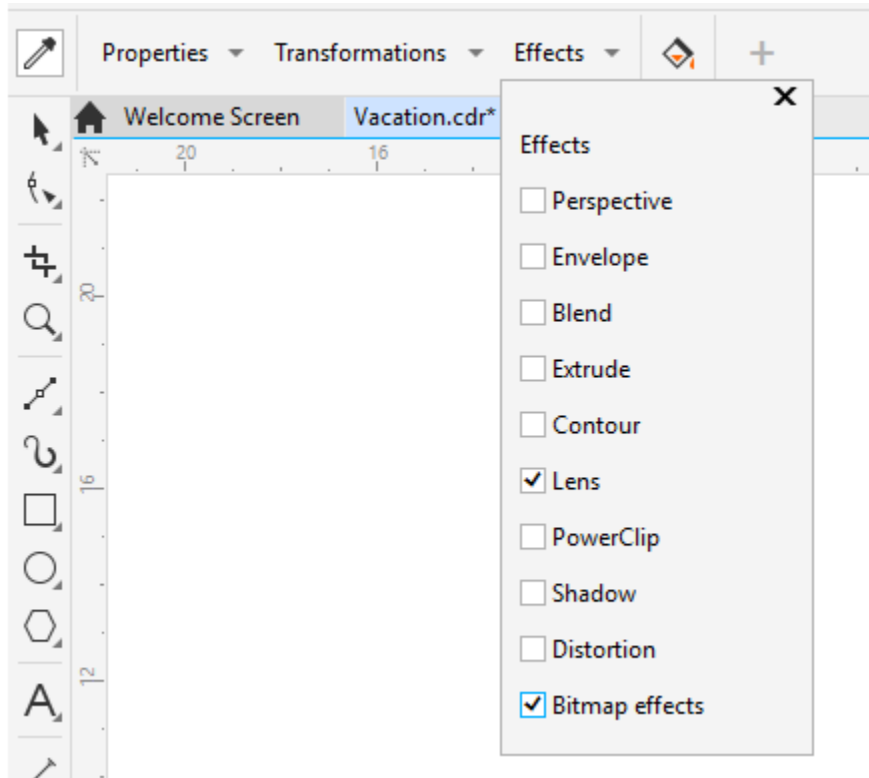 Properties Transformations Effects
Welcome Screen Vacation.cdr*
Effects
20 16
Perspective
Envelope
20
Blend
Extrude
Contour
Lens
16
PowerClip
Shadow
Distortion
12
Bitmap effects